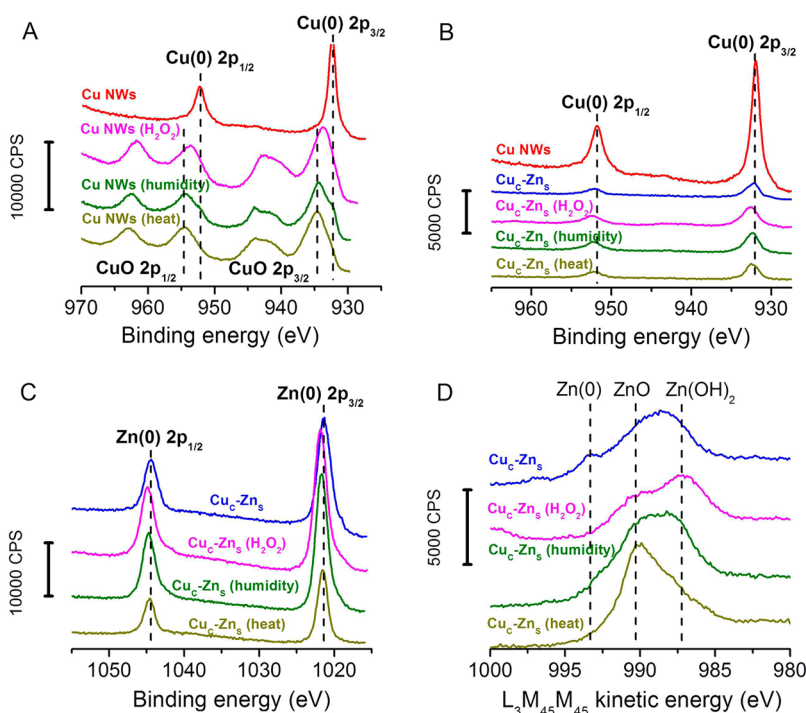 A
Cu(0) 2p1/2
Cu(0) 2p3/2
Cu NWs
Cu NWs (H2O2)
Cu NWs (humidity)
Cu NWs (heat)
CuO 2p1/2
CuO 2p3/2
10000 CPS
970 960 950 940 930
Binding energy (eV)
B
Cu(0) 2p3/2
Cu(0) 2p1/2
Cu NWs
Cuc-Zns
Cuc-Zns (H2O2)
Cuc-Zns (humidity)
Cuc-Zns (heat)
5000 CPS
960 950 940 930
Binding energy (eV)
C
Zn(0) 2p3/2
Zn(0) 2p1/2
Cuc-Zns
Cuc-Zns (H2O2)
Cuc-Zns (humidity)
Cuc-Zns (heat)
10000 CPS
1050 1040 1030 1020
Binding energy (eV)
D
Zn(0) ZnO Zn(OH)2
Cuc-Zns
Cuc-Zns (H2O2)
Cuc-Zns (humidity)
Cuc-Zns (heat)
5000 CPS
1000 995 990 985 980
L3M45M45 kinetic energy (eV)